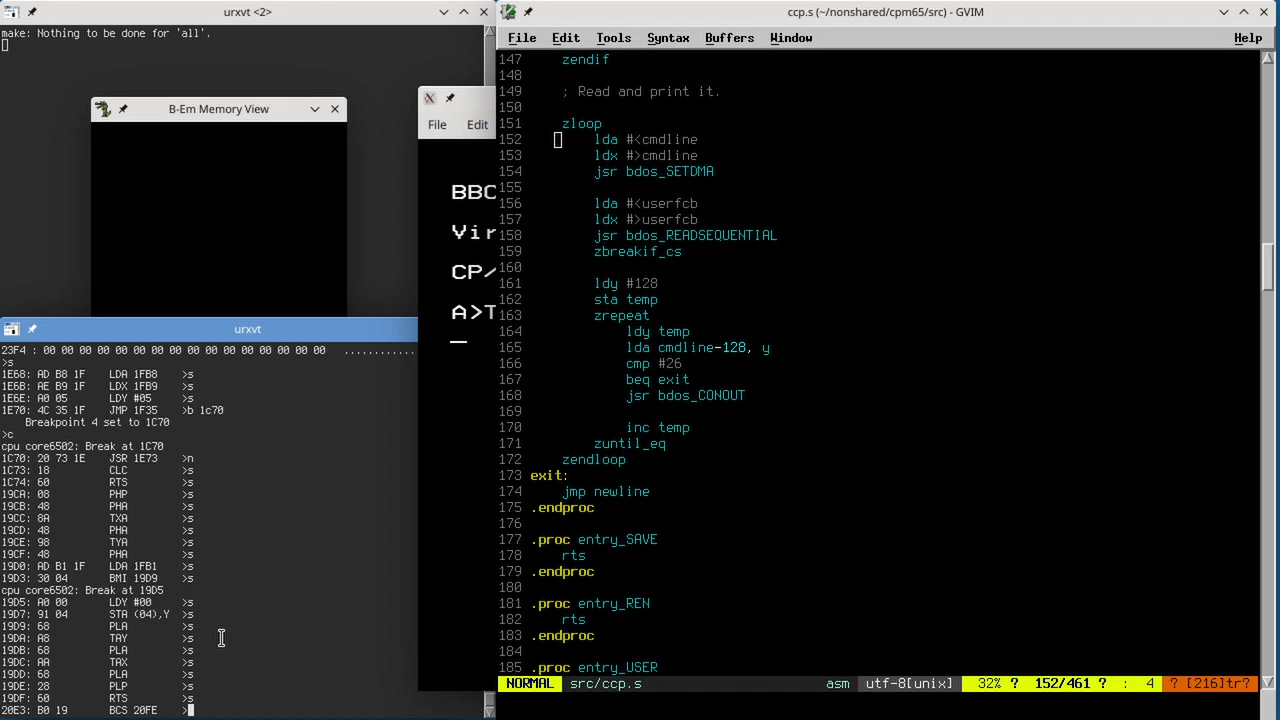 urxvt <2>
make: Nothing to be done for 'all'.
B-Em Memory View
File Edit
BBC
Vir
CP/
A>T
urxvt
23F4 : 00 00 00 00 00 00 00 00 00 00 00 00 00 00 00 00 ............
>s
1E68: AD B8 1F LDA 1FB8 >s
1E6B: AE B9 1F LDX 1FB9 >s
1E6E: A0 05 LDY #05 >s
1E70: 4C 35 1F JMP 1F35 >b 1c70
Breakpoint 4 set to 1C70
>c
cpu core6502: Break at 1C70
1C70: 20 73 1E JSR 1E73 >n
1C73: 18 CLC >s
1C74: 60 RTS >s
19CA: 08 PHP >s
19CB: 48 PHA >s
19CC: 8A TXA >s
19CD: 48 PHA >s
19CE: 98 TYA >s
19CF: 48 PHA >s
19D0: AD B1 1F LDA 1FB1 >s
19D3: 30 04 BMI 19D9 >s
cpu core6502: Break at 19D5
19D5: A0 00 LDY #00 >s
19D7: 91 04 STA (04),Y >s
19D9: 68 PLA >s
19DA: A8 TAY >s
19DB: 68 PLA >s
19DC: AA TAX >s
19DD: 68 PLA >s
19DE: 28 PLP >s
19DF: 60 RTS >s
20E3: B0 19 BCS 20FE >
ccp.s (~/nonshared/cpm65/src) - GVIM
File Edit Tools Syntax Buffers Window Help
147 zendif
148
149 ; Read and print it.
150
151 zloop
152 lda #<cmdline
153 ldx #>cmdline
154 jsr bdos_SETDMA
155
156 lda #<userfcb
157 ldx #>userfcb
158 jsr bdos_READSEQUENTIAL
159 zbreakif_cs
160
161 ldy #128
162 sta temp
163 zrepeat
164 ldy temp
165 lda cmdline-128, y
166 cmp #26
167 beq exit
168 jsr bdos_CONOUT
169
170 inc temp
171 zuntil_eq
172 zendloop
173 exit:
174 jmp newline
175 .endproc
176
177 .proc entry_SAVE
178 rts
179 .endproc
180
181 .proc entry_REN
182 rts
183 .endproc
184
185 .proc entry_USER
NORMAL src/ccp.s asm utf-8[unix] 32% ? 152/461 ? : 4 ? [216]tr?